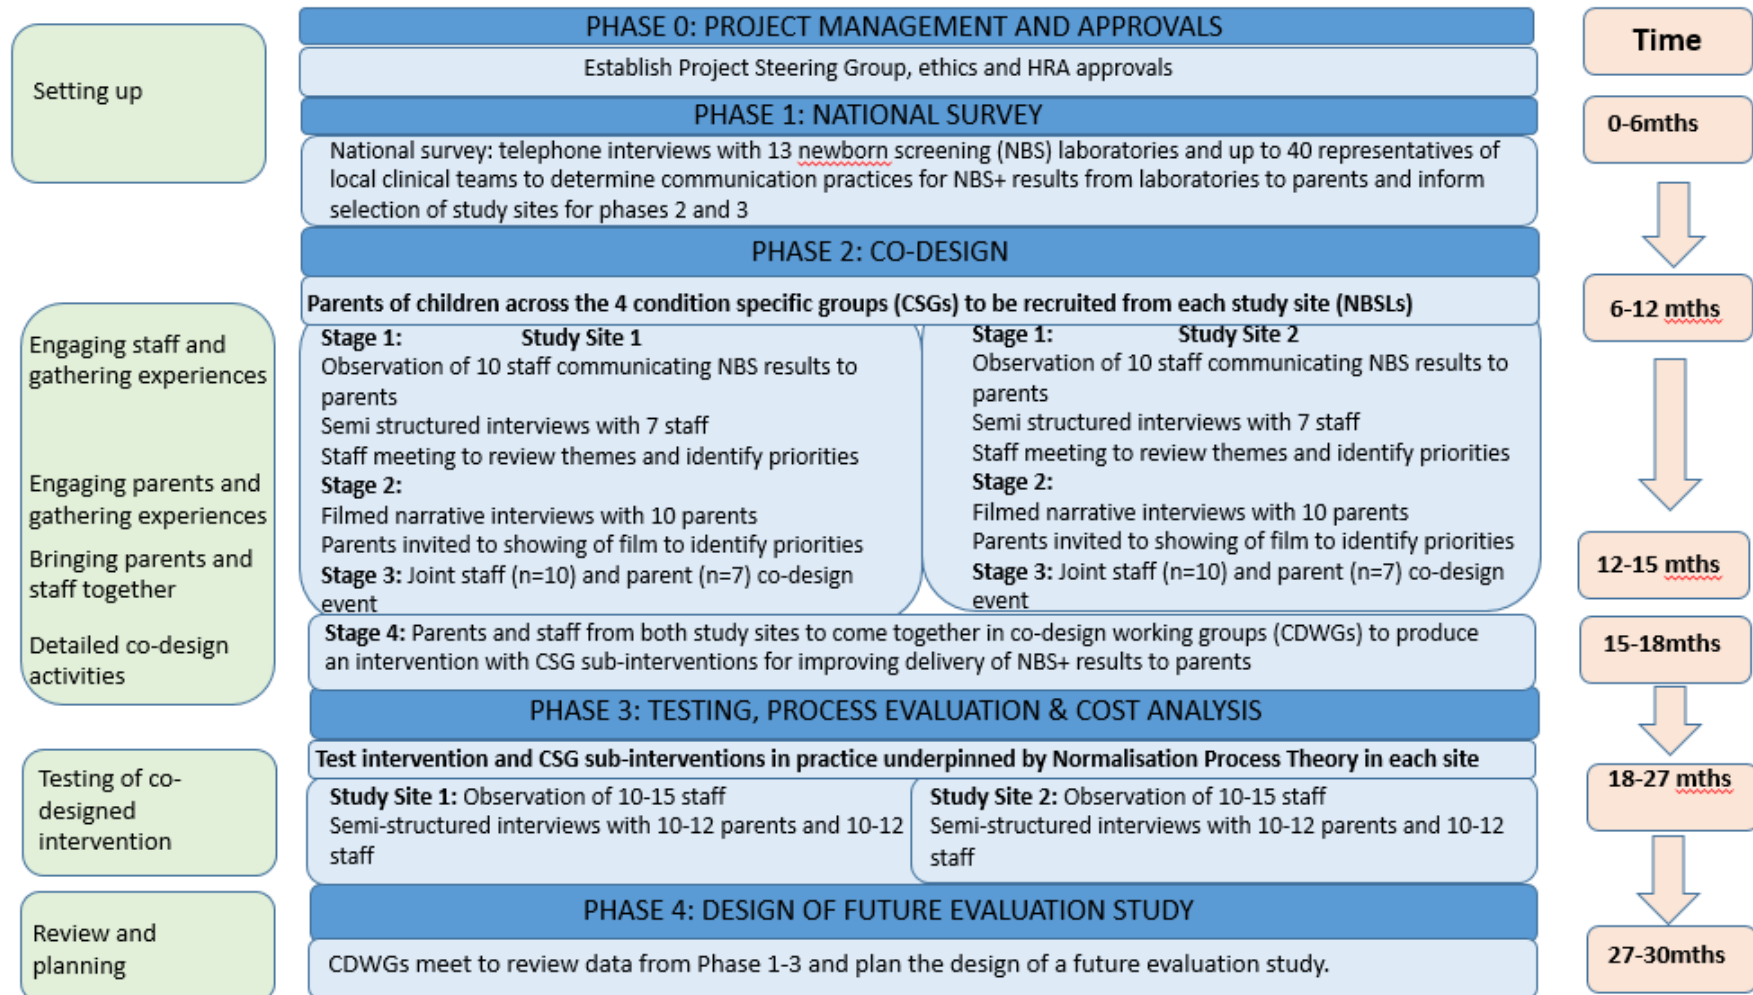 PHASE 0: PROJECT MANAGEMENT AND APPROVALS
Time
Setting up
Establish Project Steering Group, ethics and HRA approvals
PHASE 1: NATIONAL SURVEY
0-6mths
National survey: telephone interviews with 13 newborn screening (NBS) laboratories and up to 40 representatives of
local clinical teams to determine communication practices for NBS+ results from laboratories to parents and inform
selection of study sites for phases 2 and 3
PHASE 2: CO-DESIGN
Parents of children across the 4 condition specific groups (CSGs) to be recruited from each study site (NBSLs)
6-12 mths
Engaging staff and
gathering experiences
Engaging parents and
gathering experiences
Bringing parents and
staff together
Detailed co-design
activities
Stage 1: Study Site 1
Observation of 10 staff communicating NBS results to
parents
Semi structured interviews with 7 staff
Staff meeting to review themes and identify priorities
Stage 2:
Filmed narrative interviews with 10 parents
Parents invited to showing of film to identify priorities
Stage 3: Joint staff (n=10) and parent (n=7) co-design
event
Stage 1: Study Site 2
Observation of 10 staff communicating NBS results to
parents
Semi structured interviews with 7 staff
Staff meeting to review themes and identify priorities
Stage 2:
Filmed narrative interviews with 10 parents
Parents invited to showing of film to identify priorities
Stage 3: Joint staff (n=10) and parent (n=7) co-design
event
12-15 mths
Stage 4: Parents and staff from both study sites to come together in co-design working groups (CDWGs) to produce
an intervention with CSG sub-interventions for improving delivery of NBS+ results to parents
15-18mths
PHASE 3: TESTING, PROCESS EVALUATION & COST ANALYSIS
Test intervention and CSG sub-interventions in practice underpinned by Normalisation Process Theory in each site
Testing of co-
designed
intervention
Study Site 1: Observation of 10-15 staff
Semi-structured interviews with 10-12 parents and 10-12
staff
Study Site 2: Observation of 10-15 staff
Semi-structured interviews with 10-12 parents and 10-12
staff
18-27 mths
PHASE 4: DESIGN OF FUTURE EVALUATION STUDY
Review and
planning
CDWGs meet to review data from Phase 1-3 and plan the design of a future evaluation study.
27-30mths